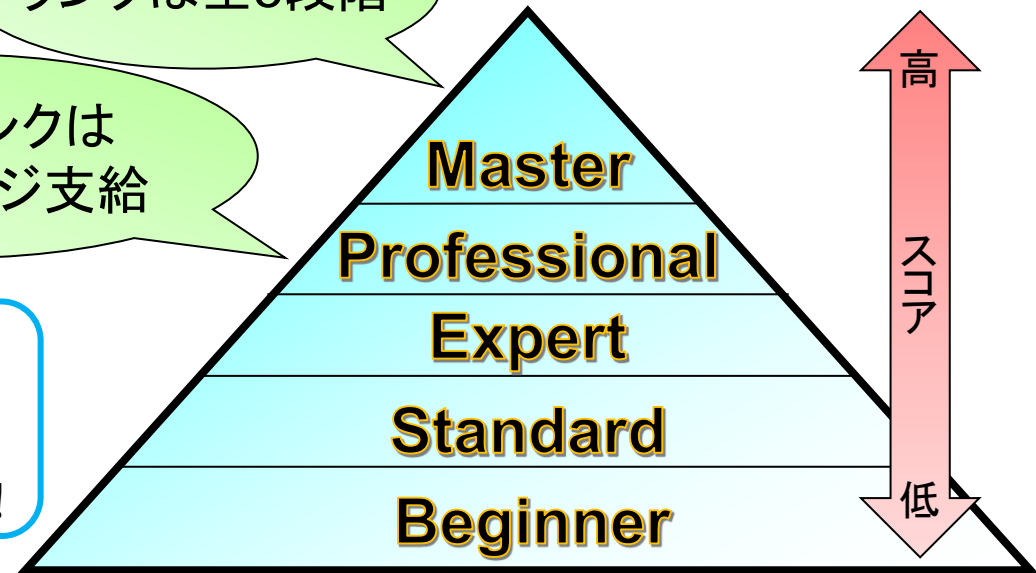 ランクは全5段階
ンクは
ジ支給
!
Master
Professional
Expert
Standard
Beginner
高
スコア
低